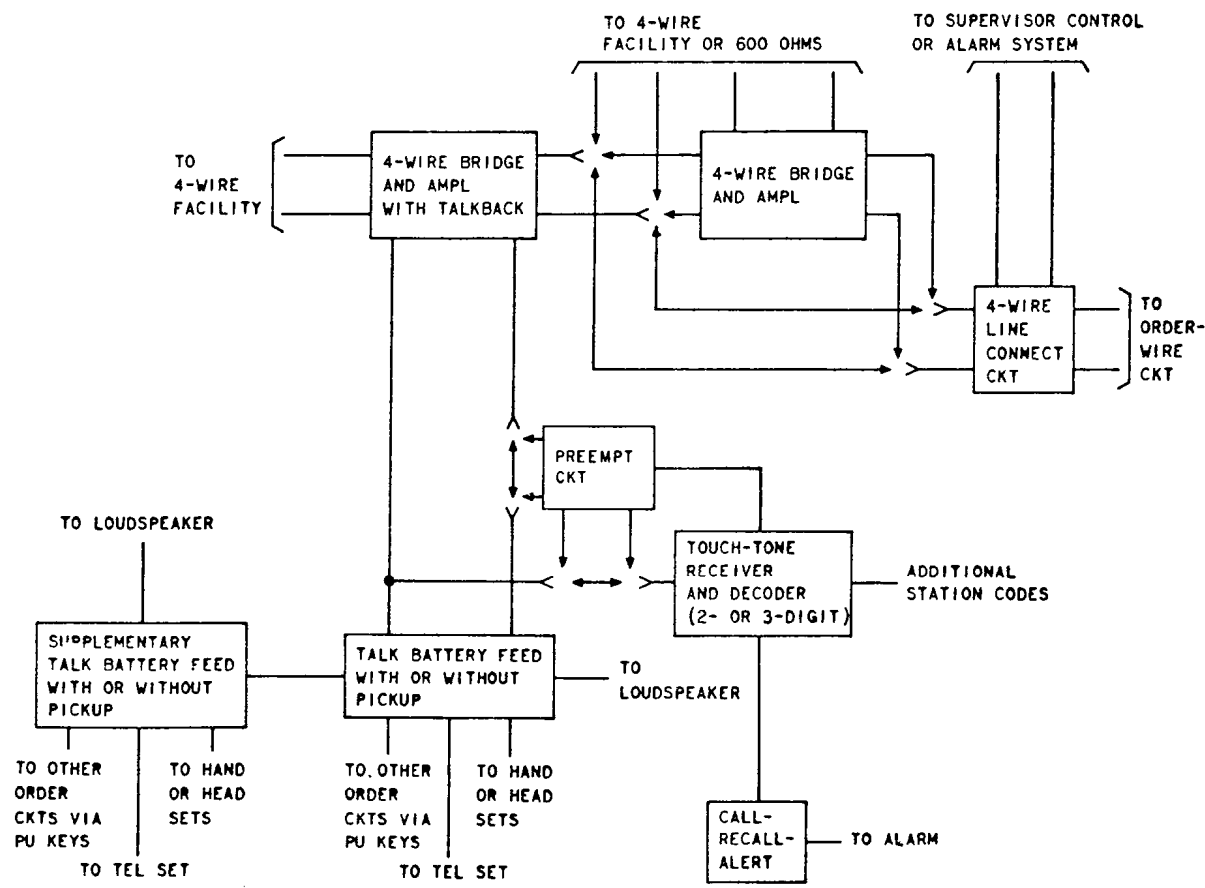 TO 4-WIRE
FACILITY OR 600 OHMS
TO SUPERVISOR CONTROL
OR ALARM SYSTEM
TO
4-WIRE
FACILITY
4-WIRE BRIDGE
AND AMPL
WITH TALKBACK
4-WIRE BRIDGE
AND AMPL
4-WIRE
LINE
CONNECT
CKT
TO
ORDER-
WIRE
CKT
PREEMPT
CKT
TO LOUDSPEAKER
TOUCH-TONE
RECEIVER
AND DECODER
(2- OR 3-DIGIT)
ADDITIONAL
STATION CODES
SUPPLEMENTARY
TALK BATTERY FEED
WITH OR WITHOUT
PICKUP
TALK BATTERY FEED
WITH OR WITHOUT
PICKUP
TO
LOUDSPEAKER
TO OTHER
ORDER
CKTS VIA
PU KEYS
TO HAND
OR HEAD
SETS
TO TEL SET
TO OTHER
ORDER
CKTS VIA
PU KEYS
TO HAND
OR HEAD
SETS
TO TEL SET
CALL-
RECALL-
ALERT
TO ALARM